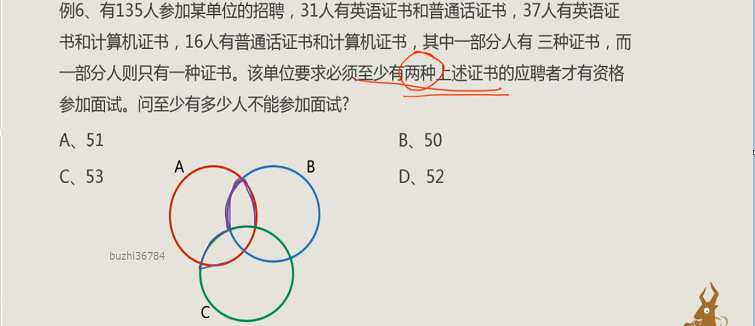 例6、有135人参加某单位的招聘，31人有英语证书和普通话证书，37人有英语证
书和计算机证书，16人有普通话证书和计算机证书，其中一部分人有 三种证书，而
一部分人则只有一种证书。该单位要求必须至少有两种上述证书的应聘者才有资格
参加面试。问至少有多少人不能参加面试?
A、51
B、50
C、53
D、52
A
B
buzhi36784
C